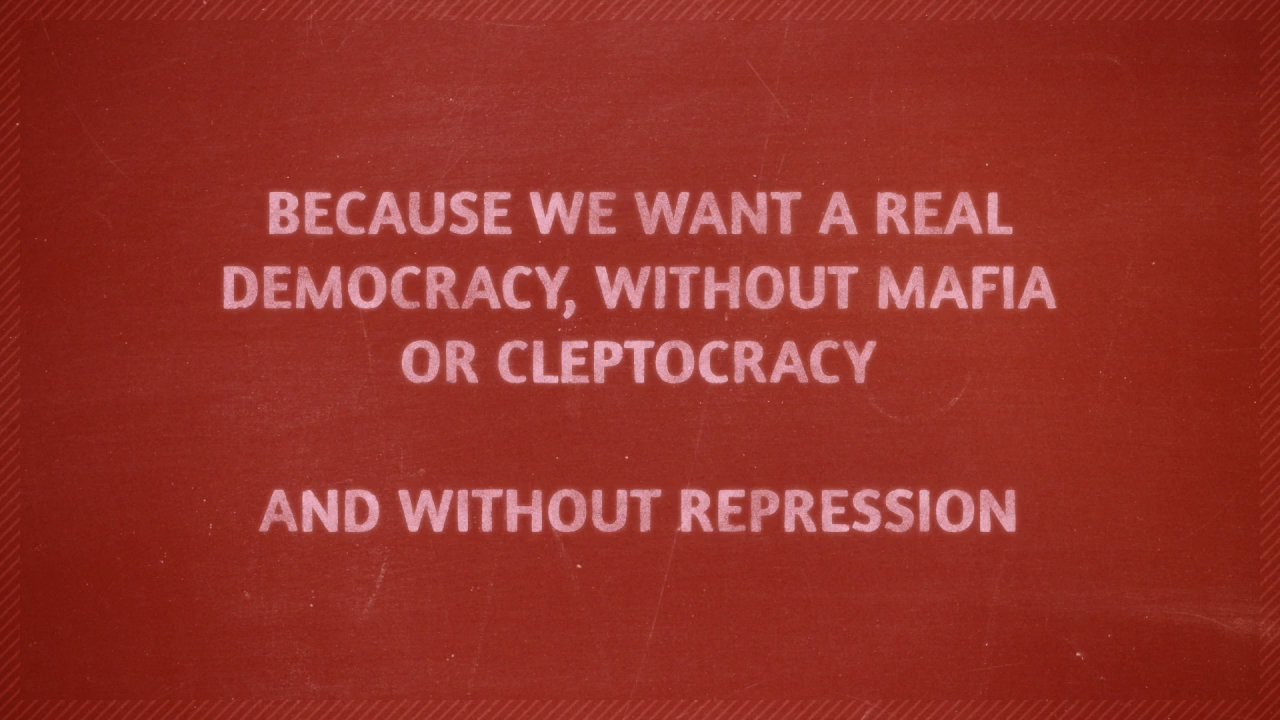 BECAUSE WE WANT A REAL
DEMOCRACY, WITHOUT MAFIA
OR CLEPTOCRACY
AND WITHOUT REPRESSION